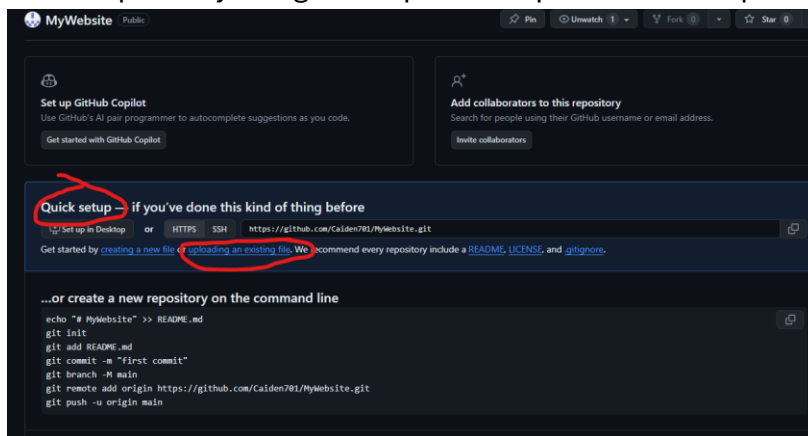 MyWebsite Public
Pin Unwatch 1 Fork 0 Star 0
Set up GitHub Copilot
Use GitHub's AI pair programmer to autocomplete suggestions as you code.
Get started with GitHub Copilot
Add collaborators to this repository
Search for people using their GitHub username or email address.
Invite collaborators
Quick setup — if you've done this kind of thing before
Set up in Desktop or HTTPS SSH https://github.com/Caiden701/MyWebsite.git
Get started by creating a new file or uploading an existing file. We recommend every repository include a README, LICENSE, and .gitignore.
...or create a new repository on the command line
echo "# MyWebsite" >> README.md
git init
git add README.md
git commit -m "first commit"
git branch -M main
git remote add origin https://github.com/Caiden701/MyWebsite.git
git push -u origin main